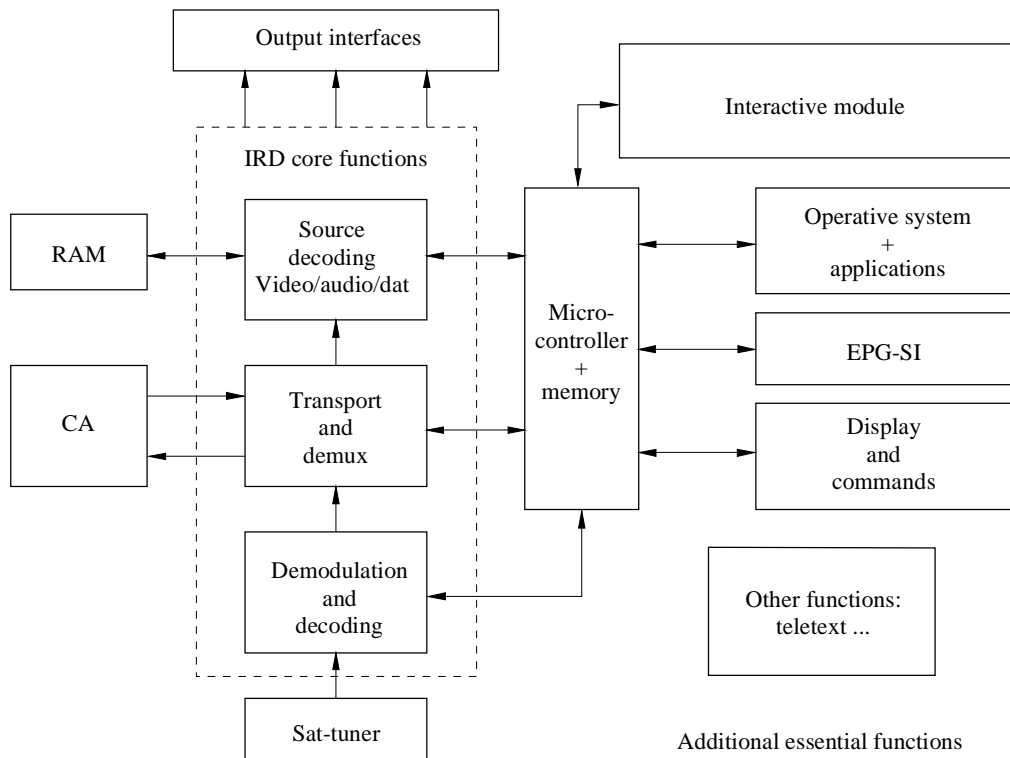 Output interfaces
Interactive module
IRD core functions
RAM
Source
decoding
Video/audio/dat
Operative system
+
applications
Micro-
controller
+
memory
EPG-SI
CA
Transport
and
demux
Display
and
commands
Demodulation
and
decoding
Other functions:
teletext ...
Sat-tuner
Additional essential functions